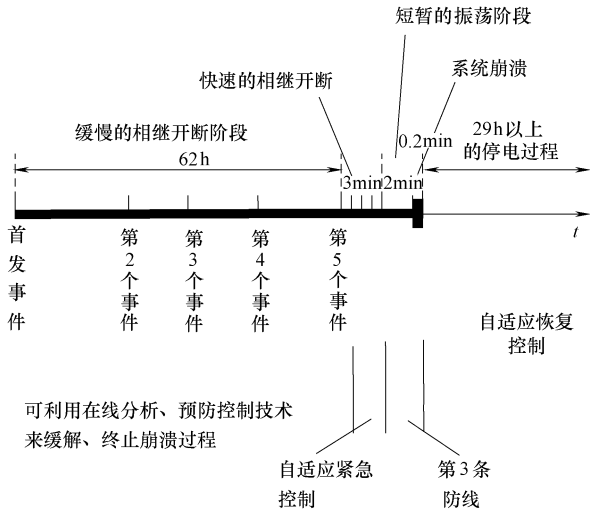 短暂的振荡阶段
快速的相继开断
系统崩溃
缓慢的相继开断阶段
0.2min
29h以上
的停电过程
62h
3min
2min
t
首发事件
第2个事件
第3个事件
第4个事件
第5个事件
自适应恢复
控制
可利用在线分析、预防控制技术
来缓解、终止崩溃过程
自适应紧急
控制
第3条
防线